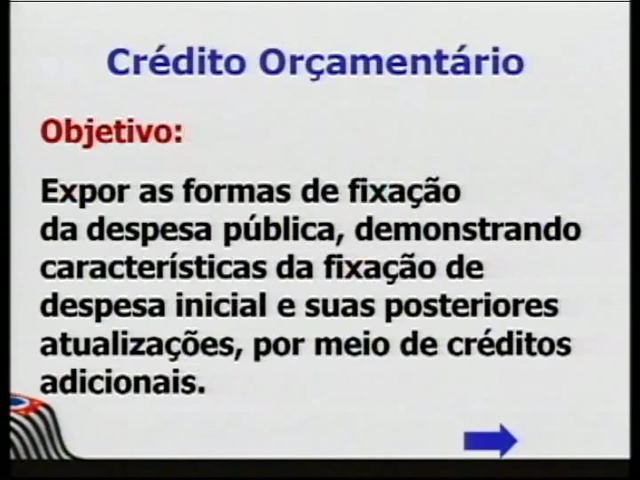 Crédito Orçamentário
Objetivo:
Expor as formas de fixação
da despesa pública, demonstrando
características da fixação de
despesa inicial e suas posteriores
atualizações, por meio de créditos
adicionais.